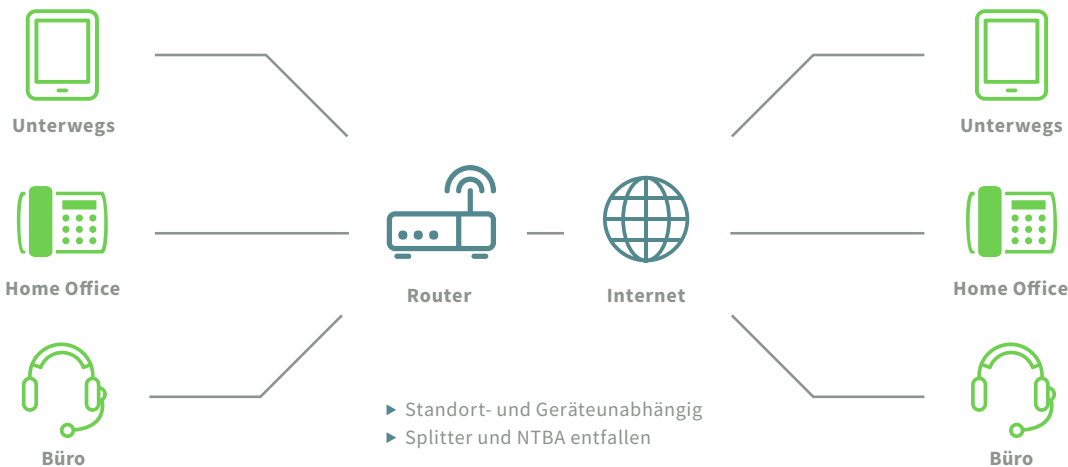 Unterwegs
Unterwegs
Home Office
Router
Internet
Home Office
▶ Standort- und Geräteunabhängig
▶ Splitter und NTBA entfallen
Büro
Büro